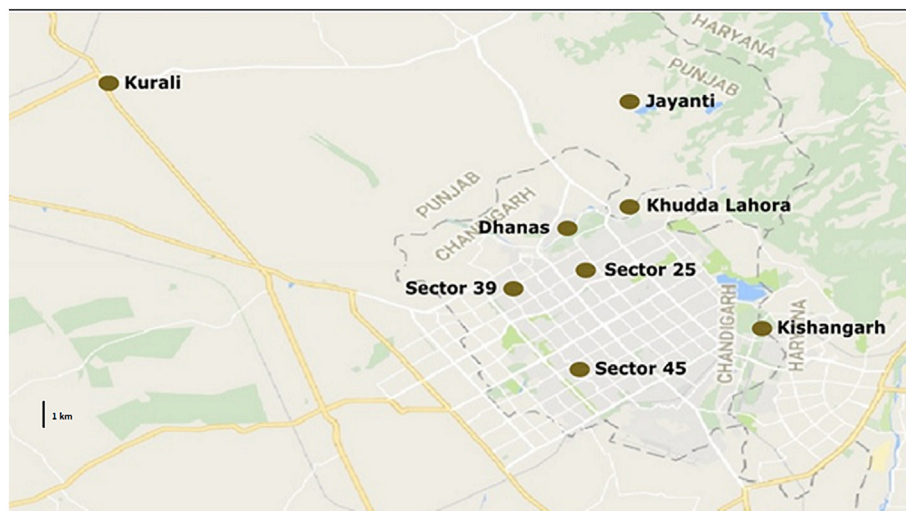 HARYANA
PUNJAB
Kurali
Jayanti
PUNJAB
CHANDIGARH
Khudda Lahora
Dhanas
Sector 25
Sector 39
CHANDIGARH
HARYANA
Kishangarh
Sector 45
1 km